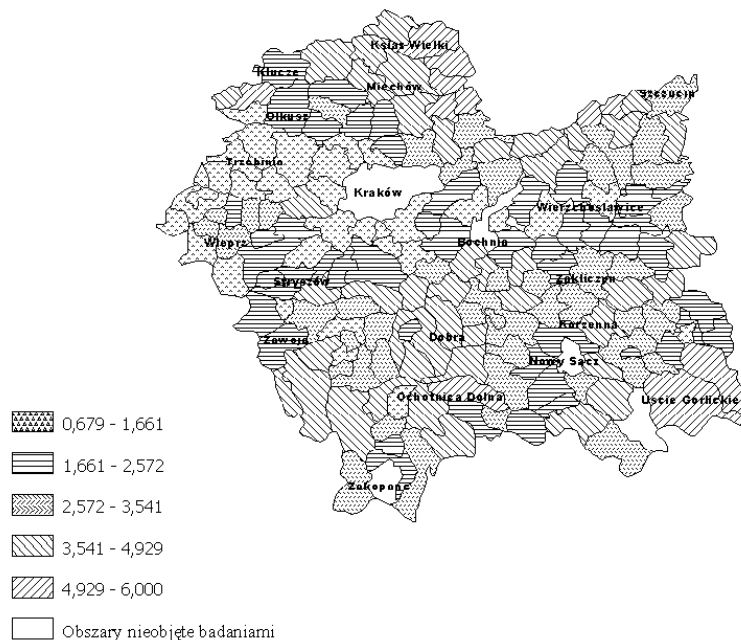 Książ Wielki
Klucze
Miechów
Szczucin
Olkusz
Trzebinia
Kraków
Wierzchosławice
Wieprz
Bochnia
Stryszów
Zakliczyn
Korzenna
Zawoja
Dobra
Nowy Sącz
Ochotnica Dolna
Uście Gorlickie
Zakopane
0,679 - 1,661
1,661 - 2,572
2,572 - 3,541
3,541 - 4,929
4,929 - 6,000
Obszary nieobjęte badaniami